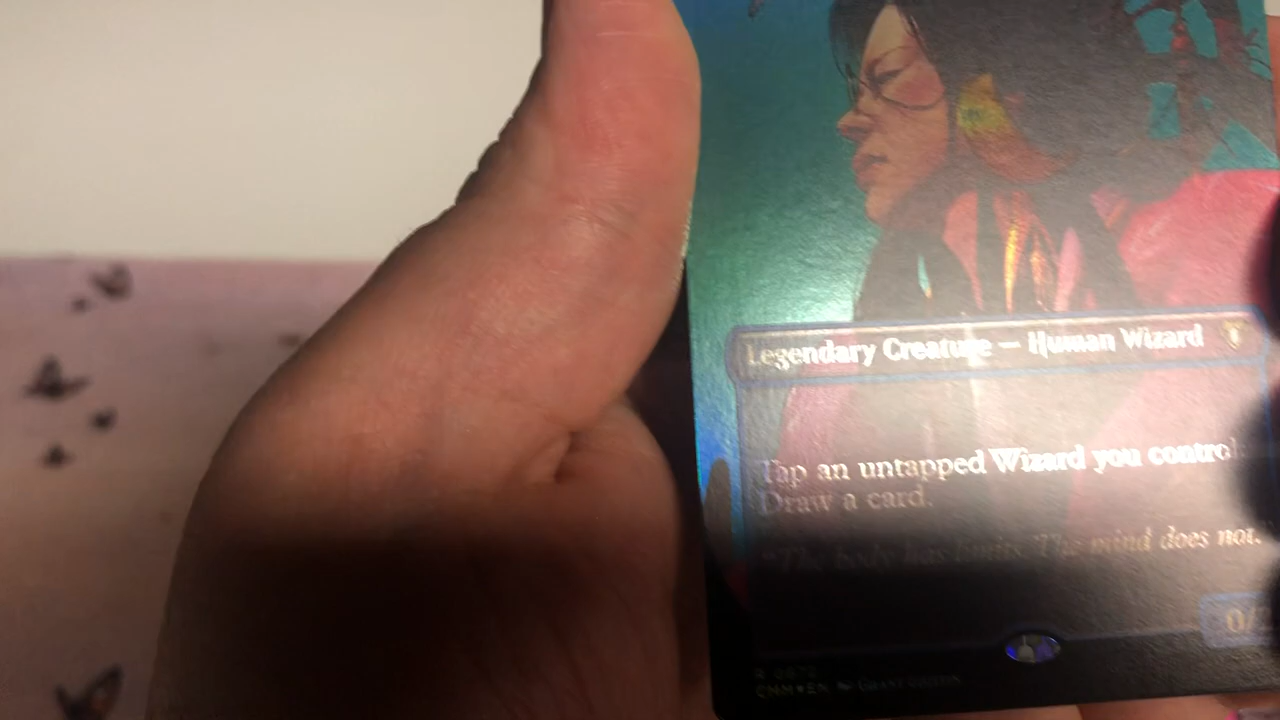 Legendary Creature — Human Wizard
Tap an untapped Wizard you control:
Draw a card.
"The body has limits. The mind does not."
0/
CMM • EN